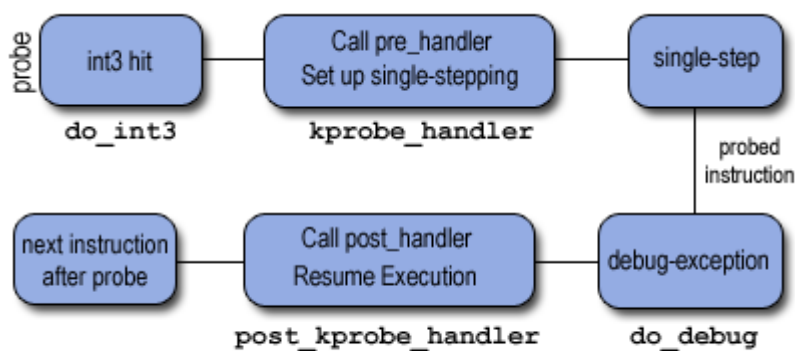 probe
int3 hit
Call pre_handler
Set up single-stepping
single-step
do_int3
kprobe_handler
probed
instruction
next instruction
after probe
Call post_handler
Resume Execution
debug-exception
post_kprobe_handler
do_debug